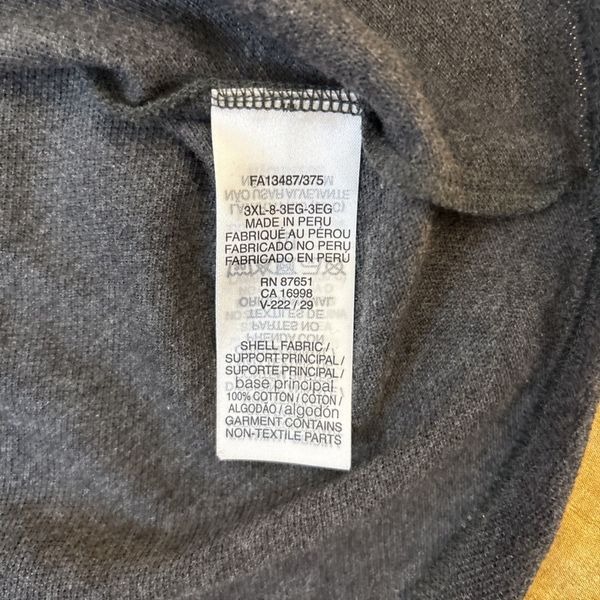 FA13487/375
3XL-8-3EG-3EG
MADE IN PERU
FABRIQUÉ AU PÉROU
FABRICADO NO PERU
FABRICADO EN PERU
RN 87651
CA 16998
V-222 / 29
SHELL FABRIC /
SUPPORT PRINCIPAL /
SUPORTE PRINCIPAL /
base principal
100% COTTON / COTON /
ALGODÃO / algodón
GARMENT CONTAINS
NON-TEXTILE PARTS